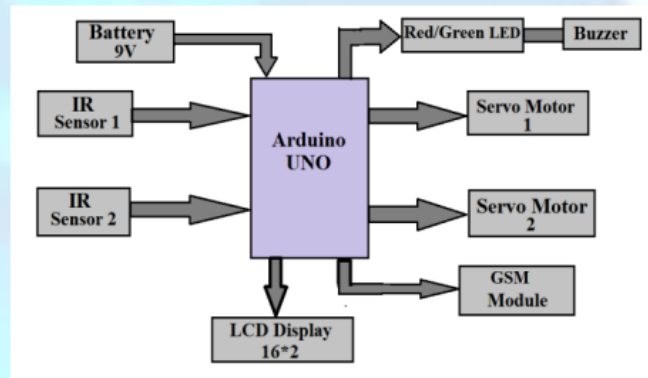 Battery
9V
Red/Green LED
Buzzer
IR
Sensor 1
Servo Motor
1
Arduino
UNO
IR
Sensor 2
Servo Motor
2
GSM
Module
LCD Display
16*2